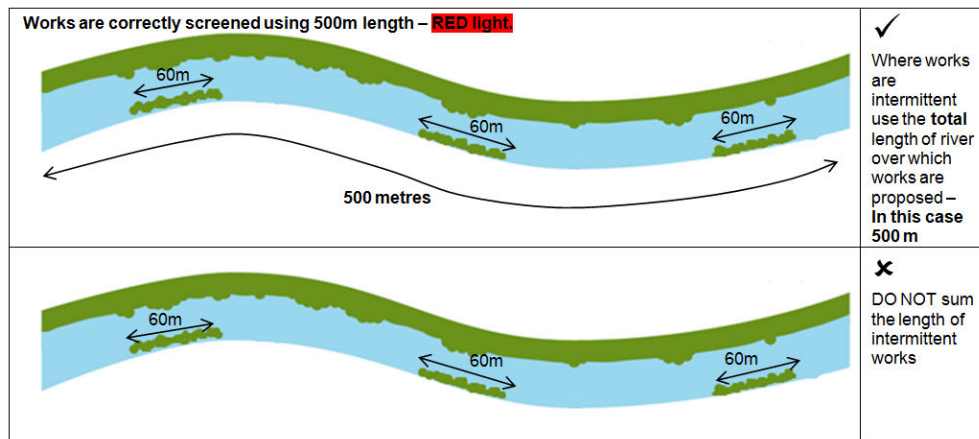 Works are correctly screened using 500m length – RED light.
60m
60m
60m
500 metres
✓
Where works
are
intermittent
use the total
length of river
over which
works are
proposed –
In this case
500 m
60m
60m
60m
×
DO NOT sum
the length of
intermittent
works